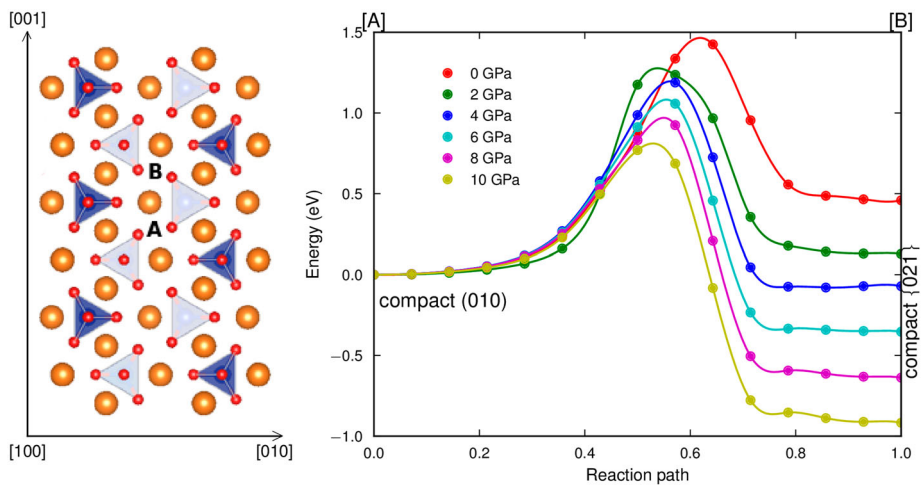 [001]
B
A
[100]
[010]
[A]
[B]
1.5
1.0
0.5
0.0
−0.5
−1.0
Energy (eV)
0 GPa
2 GPa
4 GPa
6 GPa
8 GPa
10 GPa
compact (010)
compact {021}
0.0
0.2
0.4
0.6
0.8
1.0
Reaction path